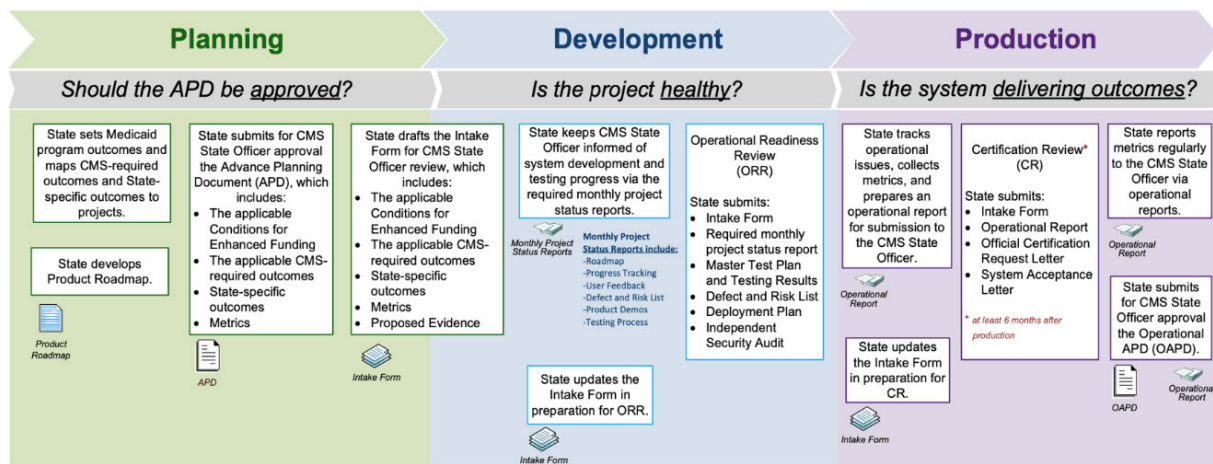 Planning
Development
Production
Should the APD be approved?
Is the project healthy?
Is the system delivering outcomes?
State sets Medicaid
program outcomes and
maps CMS-required
outcomes and State-
specific outcomes to
projects.
State develops
Product Roadmap.
Product
Roadmap
State submits for CMS
State Officer approval
the Advance Planning
Document (APD), which
includes:
• The applicable
Conditions for
Enhanced Funding
• The applicable CMS-
required outcomes
• State-specific
outcomes
• Metrics
APD
State drafts the Intake
Form for CMS State
Officer review, which
includes:
• The applicable
Conditions for
Enhanced Funding
• The applicable CMS-
required outcomes
• State-specific
outcomes
• Metrics
• Proposed Evidence
Intake Form
State keeps CMS State
Officer informed of
system development and
testing progress via the
required monthly project
status reports.
Monthly Project
Status Reports
Monthly Project
Status Reports include:
-Roadmap
-Progress Tracking
-User Feedback
-Defect and Risk List
-Product Demos
-Testing Process
State updates the
Intake Form in
preparation for ORR.
Intake Form
Operational Readiness
Review
(ORR)
State submits:
• Intake Form
• Required monthly
project status report
• Master Test Plan
and Testing Results
• Defect and Risk List
• Deployment Plan
• Independent
Security Audit
State tracks
operational
issues, collects
metrics, and
prepares an
operational report
for submission to
the CMS State
Officer.
Operational
Report
State updates
the Intake Form
in preparation for
CR.
Intake Form
Certification Review*
(CR)
State submits:
• Intake Form
• Operational Report
• Official Certification
Request Letter
• System Acceptance
Letter
* at least 6 months after
production
State reports
metrics regularly
to the CMS State
Officer via
operational
reports.
Operational
Report
State submits
for CMS State
Officer approval
the Operational
APD (OAPD).
OAPD
Operational
Report